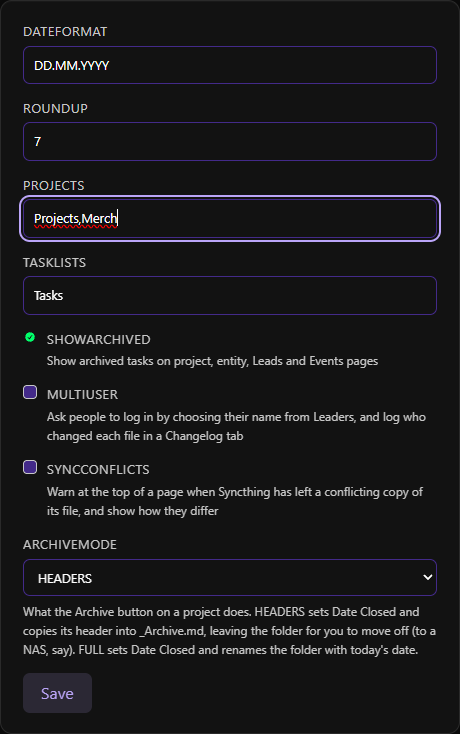 DATEFORMAT
DD.MM.YYYY
ROUNDUP
7
PROJECTS
Projects,Merch
TASKLISTS
Tasks
SHOWARCHIVED
Show archived tasks on project, entity, Leads and Events pages
MULTIUSER
Ask people to log in by choosing their name from Leaders, and log who
changed each file in a Changelog tab
SYNCCONFLICTS
Warn at the top of a page when Syncthing has left a conflicting copy of
its file, and show how they differ
ARCHIVEMODE
HEADERS
What the Archive button on a project does. HEADERS sets Date Closed and
copies its header into _Archive.md, leaving the folder for you to move off (to a
NAS, say). FULL sets Date Closed and renames the folder with today's date.
Save